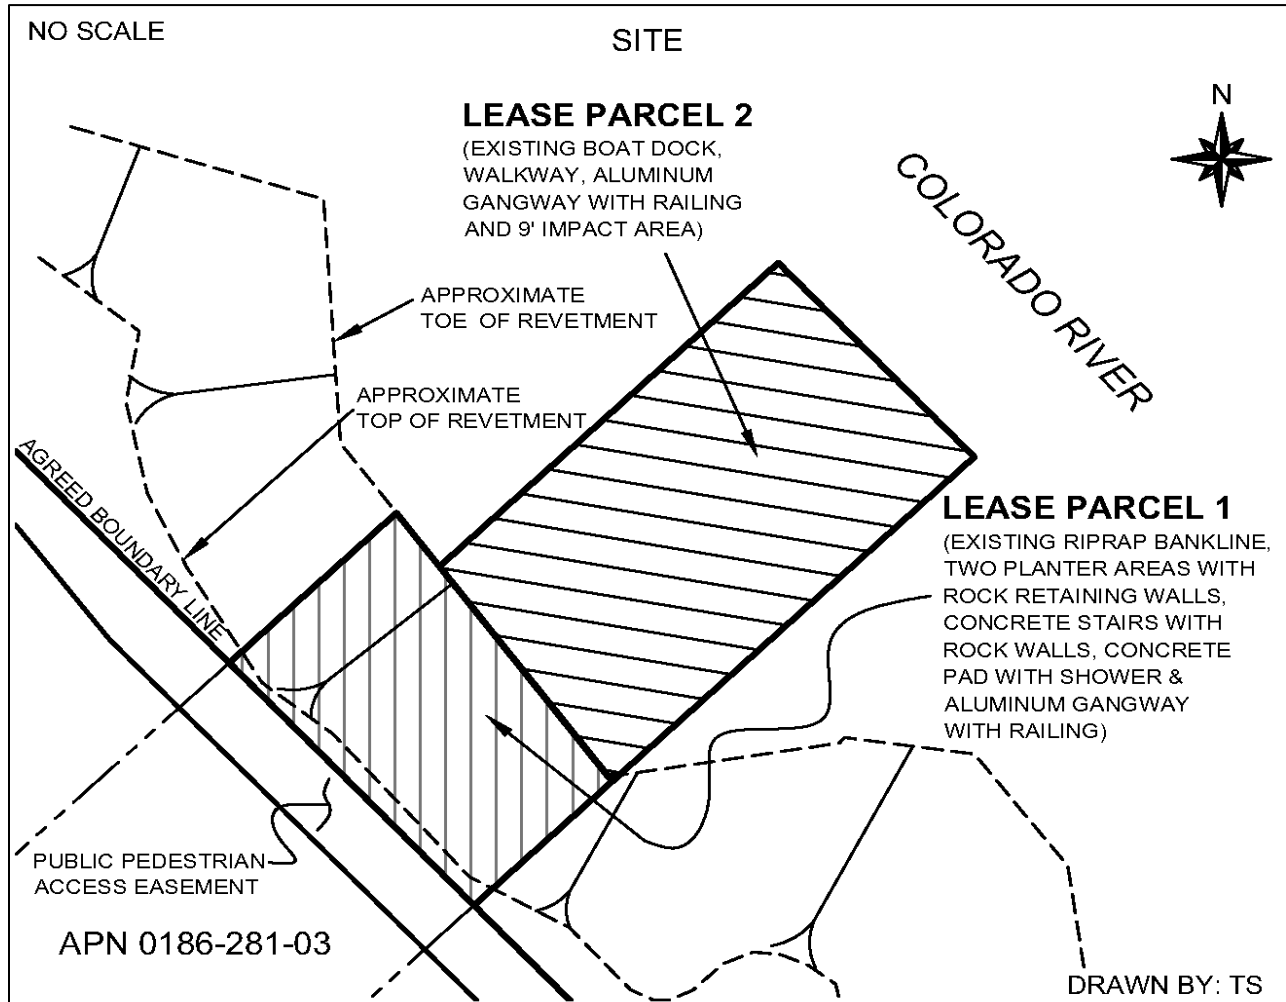 NO SCALE
SITE
LEASE PARCEL 2
(EXISTING BOAT DOCK,
WALKWAY, ALUMINUM
GANGWAY WITH RAILING
AND 9' IMPACT AREA)
N
COLORADO RIVER
APPROXIMATE
TOE OF REVETMENT
APPROXIMATE
TOP OF REVETMENT
AGREED BOUNDARY LINE
LEASE PARCEL 1
(EXISTING RIPRAP BANKLINE,
TWO PLANTER AREAS WITH
ROCK RETAINING WALLS,
CONCRETE STAIRS WITH
ROCK WALLS, CONCRETE
PAD WITH SHOWER &
ALUMINUM GANGWAY
WITH RAILING)
PUBLIC PEDESTRIAN
ACCESS EASEMENT
APN 0186-281-03
DRAWN BY: TS